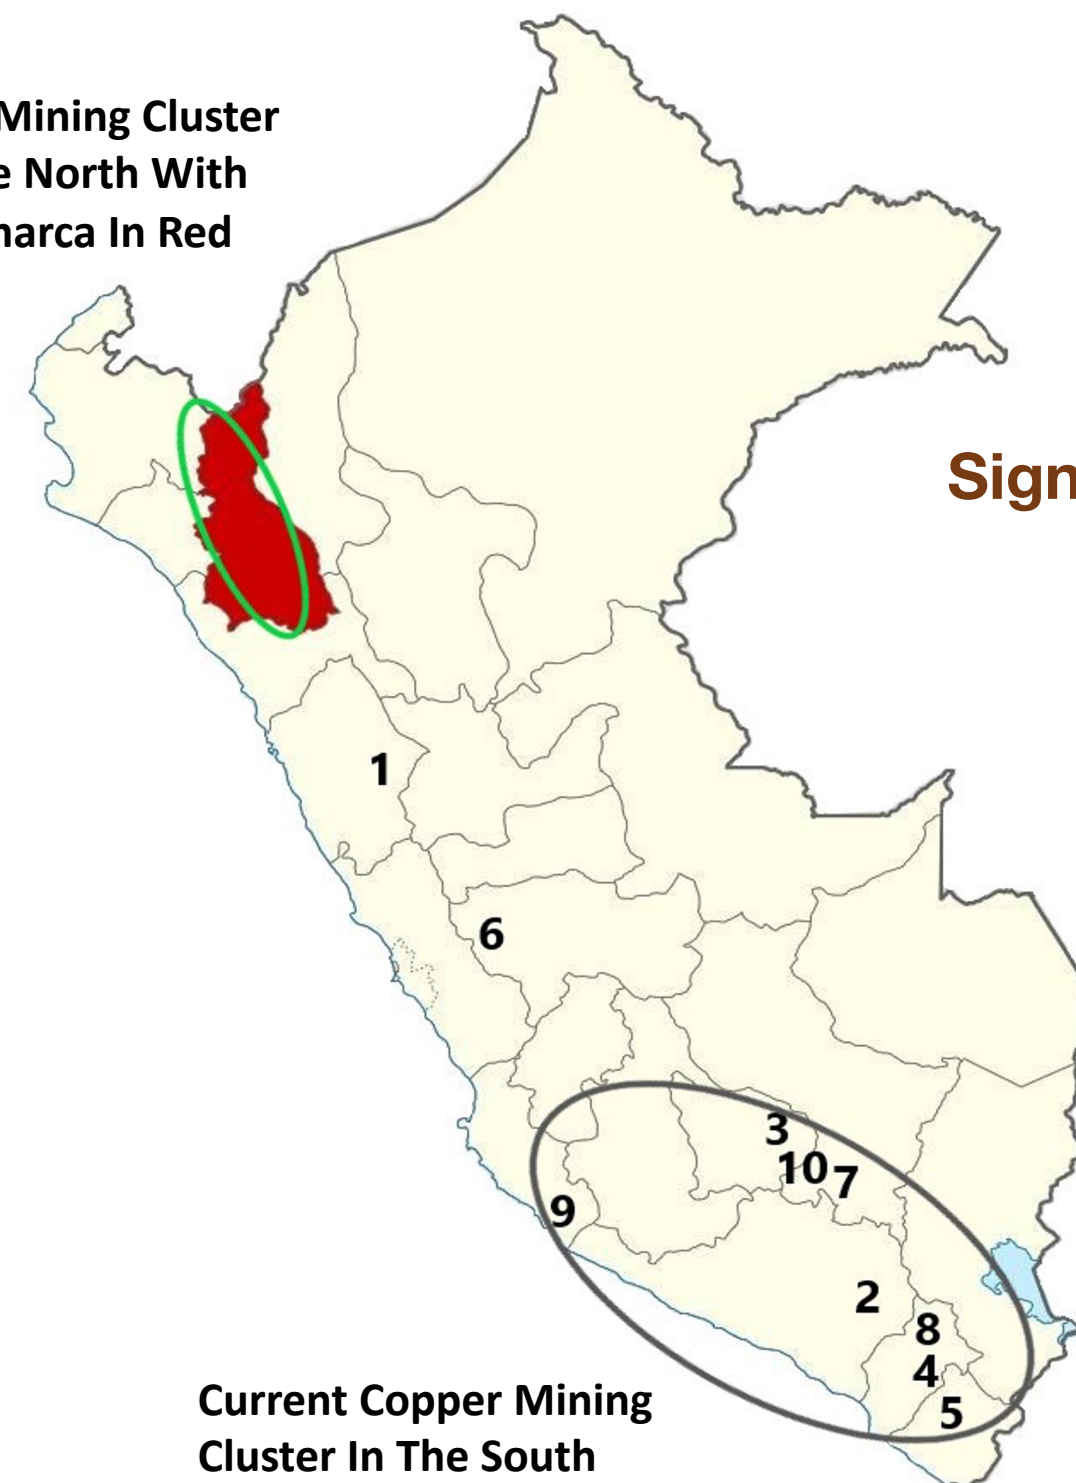 Mining Cluster
e North With
narca In Red
Sign
1
6
3
10 7
9
2
8
4
5
Current Copper Mining
Cluster In The South